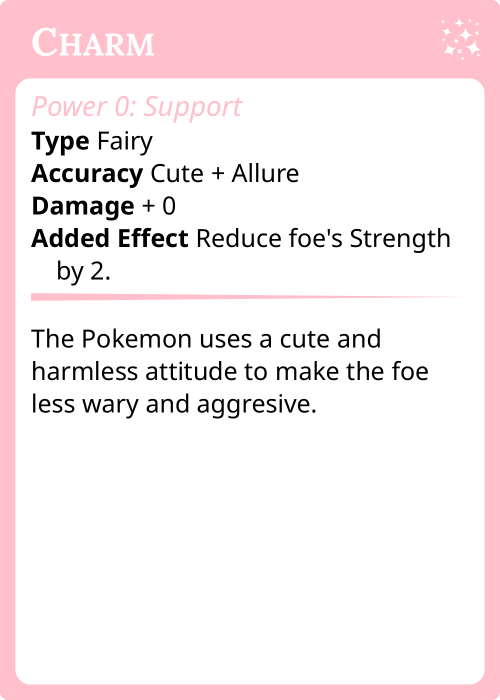 Charm
Power 0: Support
Type Fairy
Accuracy Cute + Allure
Damage + 0
Added Effect Reduce foe's Strength
by 2.
The Pokemon uses a cute and
harmless attitude to make the foe
less wary and aggresive.